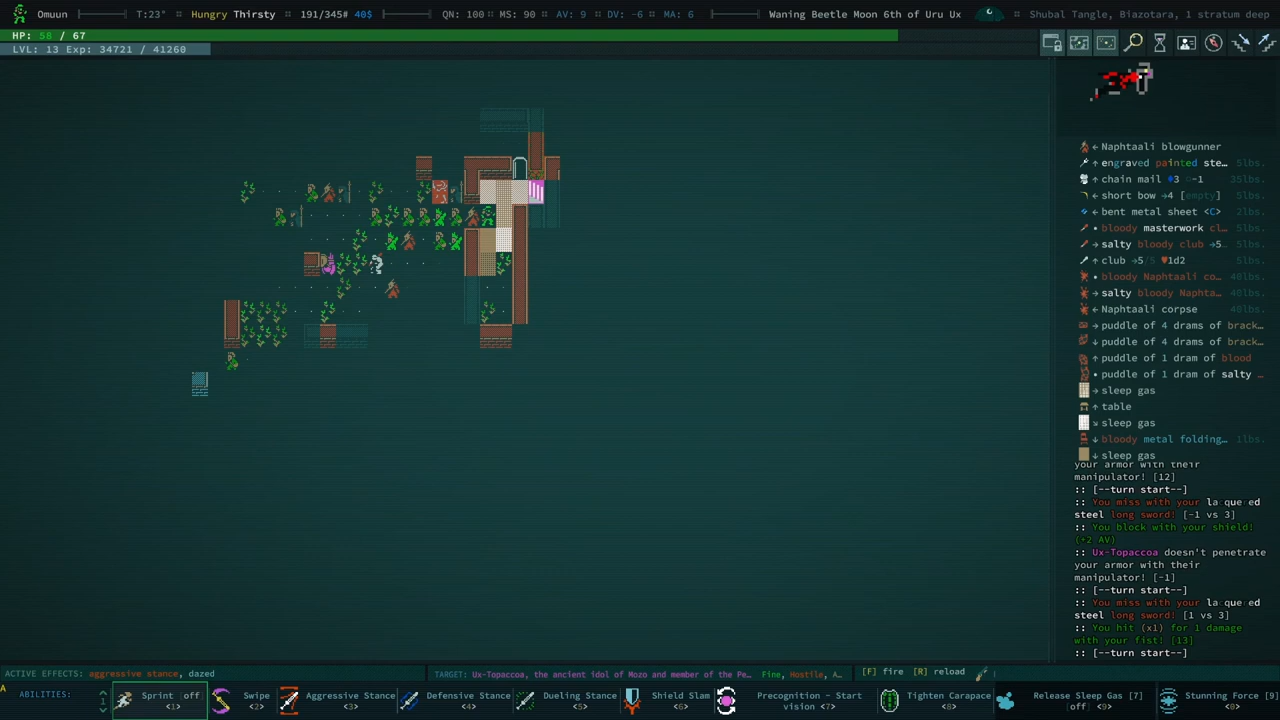 Omuun T:23° Hungry Thirsty 191/345# 40$ QN: 100 MS: 90 AV: 9 DV: -6 MA: 6 Waning Beetle Moon 6th of Uru Ux Shubal Tangle, Biazotara, 1 stratum deep
HP: 58 / 67
LVL: 13 Exp: 34721 / 41260
Naphtaali blowgunner
engraved painted ste… 5lbs.
chain mail ♦3 ○-1 35lbs.
short bow →4 [empty] 5lbs.
bent metal sheet <C> 2lbs.
bloody masterwork cl… 5lbs.
salty bloody club →5… 5lbs.
club →5/5 ♥1d2 5lbs.
bloody Naphtaali co… 40lbs.
salty bloody Naphta… 40lbs.
Naphtaali corpse 40lbs.
puddle of 4 drams of brack…
puddle of 4 drams of brack…
puddle of 1 dram of blood
puddle of 1 dram of salty …
sleep gas
table
sleep gas
bloody metal folding… 1lbs.
sleep gas
your armor with their
manipulator! [12]
:: [--turn start--]
:: You miss with your lacquered
steel long sword! [-1 vs 3]
:: You block with your shield!
(+2 AV)
:: Ux-Topaccoa doesn't penetrate
your armor with their
manipulator! [-1]
:: [--turn start--]
:: You miss with your lacquered
steel long sword! [1 vs 3]
:: You hit (x1) for 1 damage
with your fist! [13]
:: [--turn start--]
ACTIVE EFFECTS: aggressive stance, dazed TARGET: Ux-Topaccoa, the ancient idol of Mozo and member of the Pe… Fine, Hostile, A… [F] fire [R] reload
A ABILITIES: 1 Sprint [off] <1> Swipe <2> Aggressive Stance <3> Defensive Stance <4> Dueling Stance <5> Shield Slam <6> Precognition - Start vision <7> Tighten Carapace <8> Release Sleep Gas [7] [off] <9> Stunning Force [9] <0>